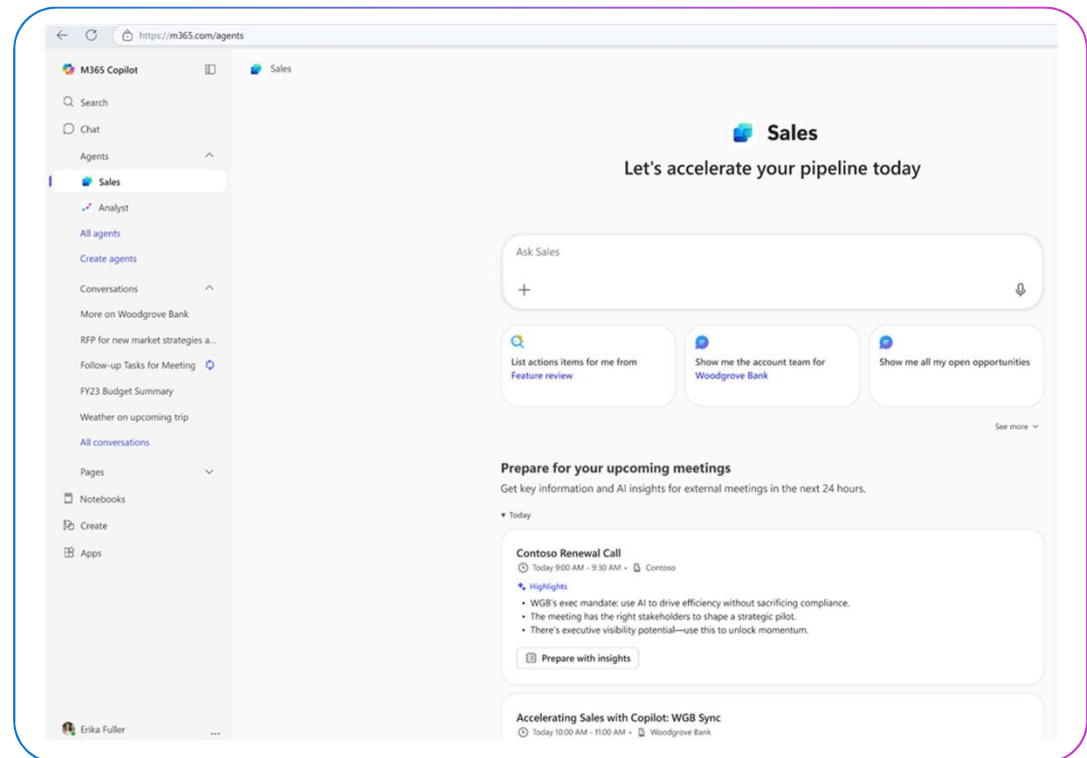 https://m365.com/agents
M365 Copilot
Search
Chat
Agents
Sales
Analyst
All agents
Create agents
Conversations
More on Woodgrove Bank
RFP for new market strategies a...
Follow-up Tasks for Meeting
FY23 Budget Summary
Weather on upcoming trip
All conversations
Pages
Notebooks
Create
Apps
Erika Fuller
...
Sales
Sales
Let's accelerate your pipeline today
Ask Sales
List actions items for me from
Feature review
Show me the account team for
Woodgrove Bank
Show me all my open opportunities
See more
Prepare for your upcoming meetings
Get key information and AI insights for external meetings in the next 24 hours.
Today
Contoso Renewal Call
Today 9:00 AM - 9:30 AM • Contoso
Highlights
• WGB's exec mandate: use AI to drive efficiency without sacrificing compliance.
• The meeting has the right stakeholders to shape a strategic pilot.
• There's executive visibility potential—use this to unlock momentum.
Prepare with insights
Accelerating Sales with Copilot: WGB Sync
Today 10:00 AM - 11:00 AM • Woodgrove Bank